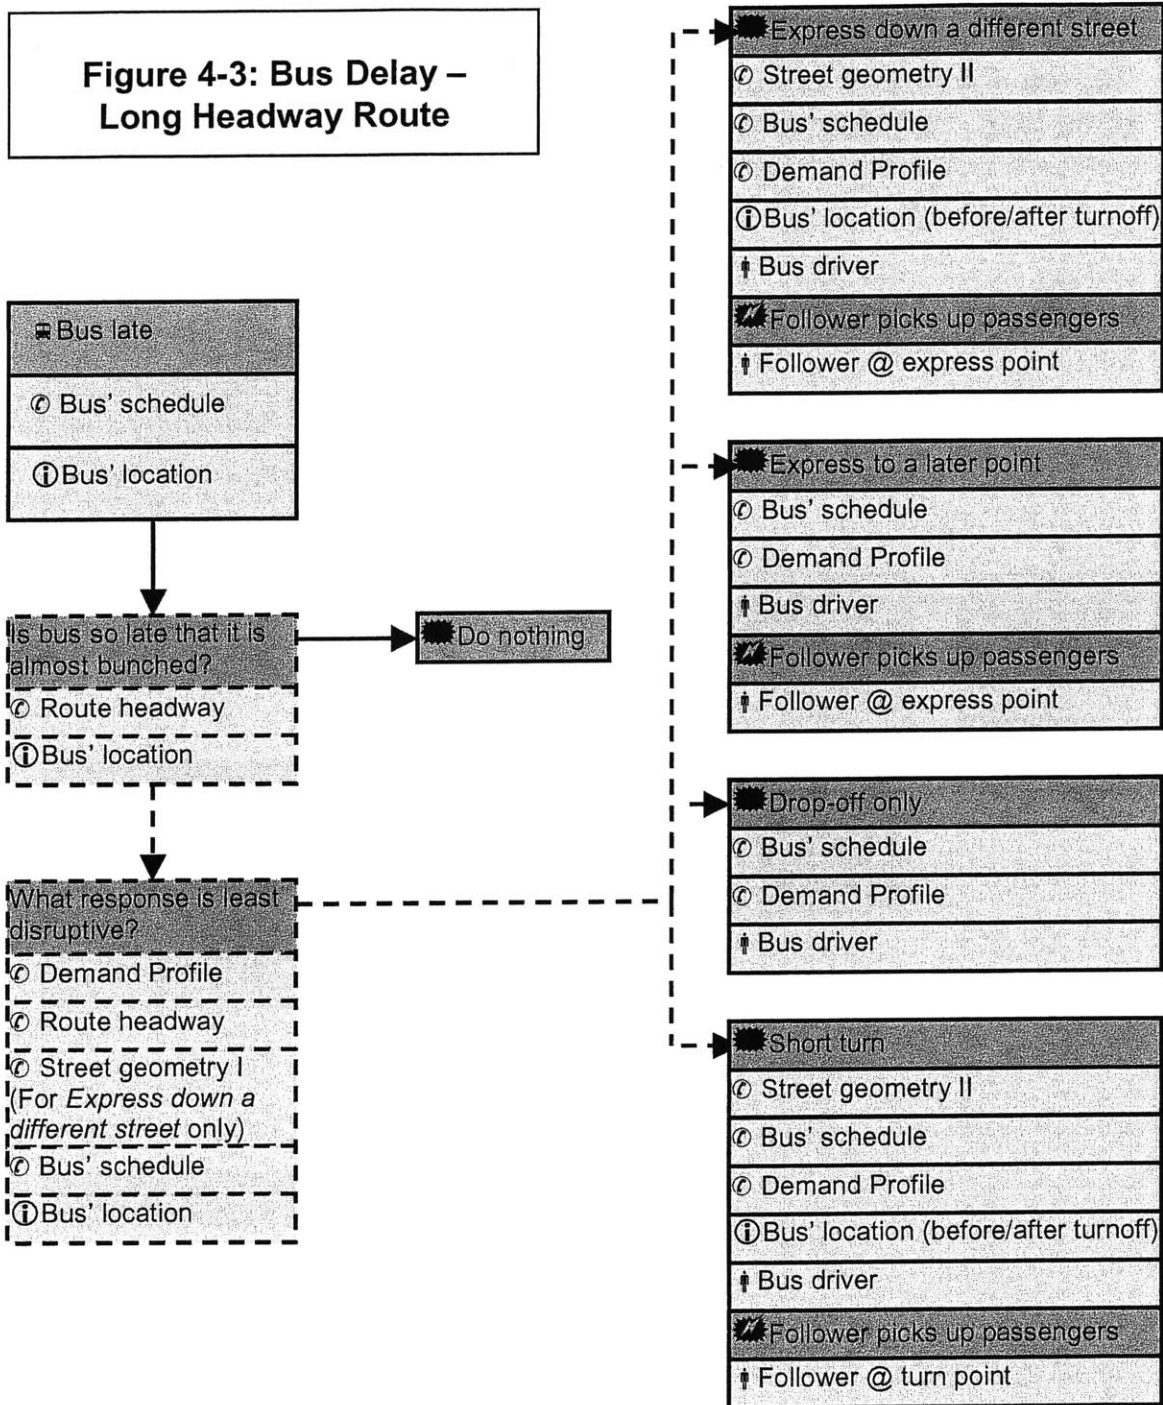 Figure 4-3: Bus Delay –
Long Headway Route
Bus late
✆ Bus' schedule
ⓘ Bus' location
Is bus so late that it is
almost bunched?
✆ Route headway
ⓘ Bus' location
Do nothing
What response is least
disruptive?
✆ Demand Profile
✆ Route headway
✆ Street geometry I
(For Express down a
different street only)
✆ Bus' schedule
ⓘ Bus' location
Express down a different street
✆ Street geometry II
✆ Bus' schedule
✆ Demand Profile
ⓘ Bus' location (before/after turnoff)
Bus driver
Follower picks up passengers
Follower @ express point
Express to a later point
✆ Bus' schedule
✆ Demand Profile
Bus driver
Follower picks up passengers
Follower @ express point
Drop-off only
✆ Bus' schedule
✆ Demand Profile
Bus driver
Short turn
✆ Street geometry II
✆ Bus' schedule
✆ Demand Profile
ⓘ Bus' location (before/after turnoff)
Bus driver
Follower picks up passengers
Follower @ turn point